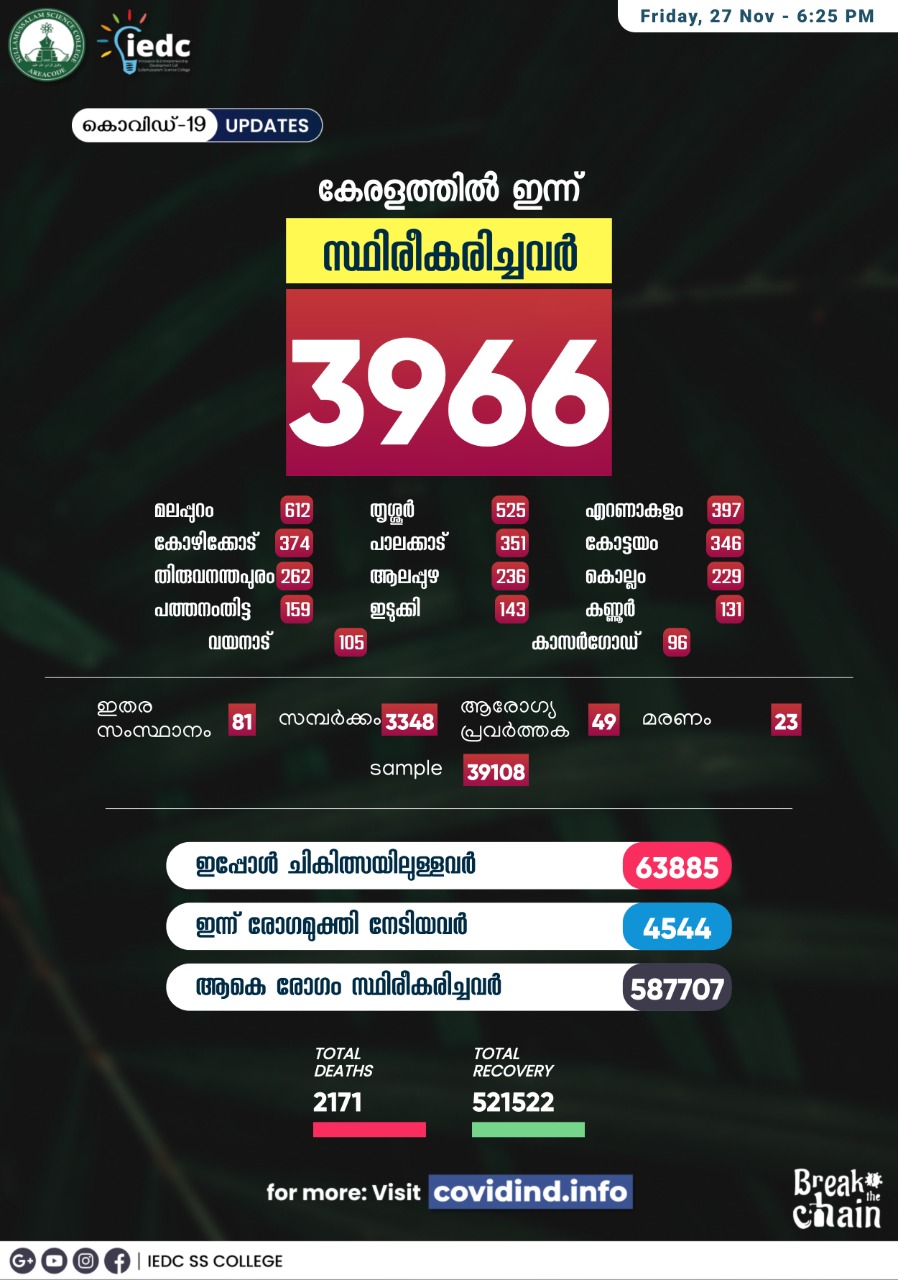 Friday, 27 Nov - 6:25 PM
SULLAMUSSALAM SCIENCE COLLEGE
AREACODE
iedc
കൊവിഡ്-19 UPDATES
കേരളത്തിൽ ഇന്ന്
സ്ഥിരീകരിച്ചവർ
3966
മലപ്പുറം 612 തൃശ്ശൂർ 525 എറണാകുളം 397
കോഴിക്കോട് 374 പാലക്കാട് 351 കോട്ടയം 346
തിരുവനന്തപുരം 262 ആലപ്പുഴ 236 കൊല്ലം 229
പത്തനംതിട്ട 159 ഇടുക്കി 143 കണ്ണൂർ 131
വയനാട് 105 കാസർഗോഡ് 96
ഇതര
സംസ്ഥാനം 81 സമ്പർക്കം 3348 ആരോഗ്യ
പ്രവർത്തക 49 മരണം 23
sample 39108
ഇപ്പോൾ ചികിത്സയിലുള്ളവർ 63885
ഇന്ന് രോഗമുക്തി നേടിയവർ 4544
ആകെ രോഗം സ്ഥിരീകരിച്ചവർ 587707
TOTAL
DEATHS
2171
TOTAL
RECOVERY
521522
for more: Visit covidind.info
Break
the
chain
G+ f | IEDC SS COLLEGE